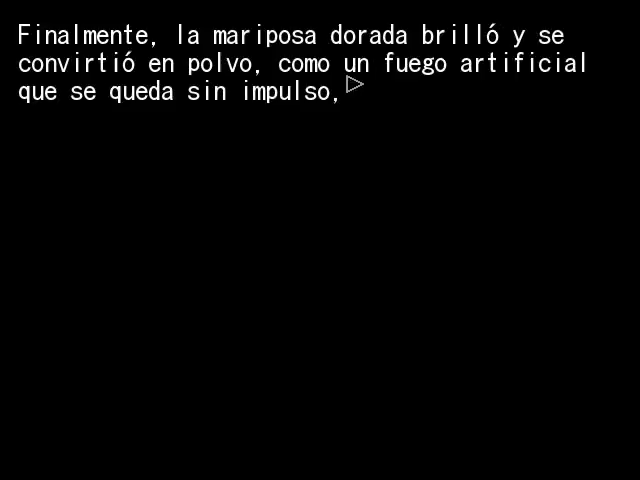 Finalmente, la mariposa dorada brilló y se
convirtió en polvo, como un fuego artificial
que se queda sin impulso,